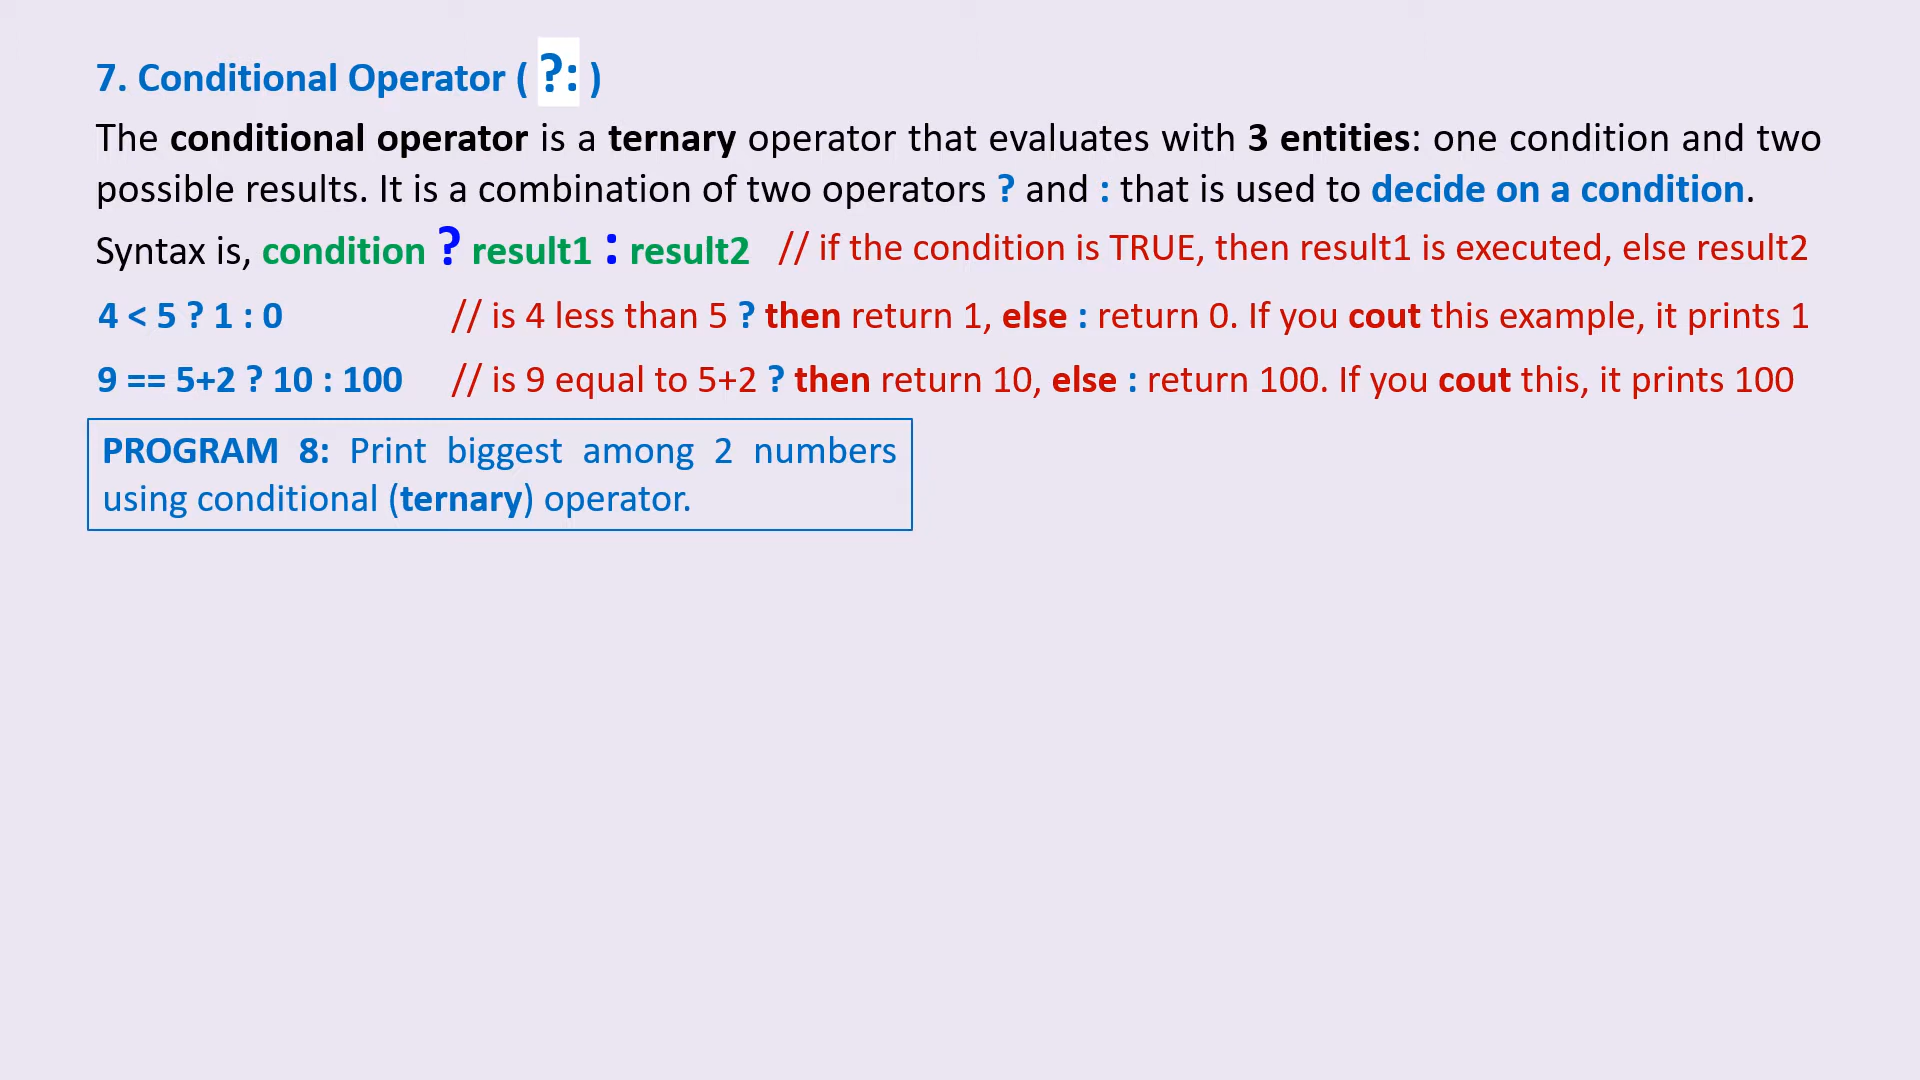 7. Conditional Operator ( ?: )
The conditional operator is a ternary operator that evaluates with 3 entities: one condition and two
possible results. It is a combination of two operators ? and : that is used to decide on a condition.
Syntax is, condition ? result1 : result2 // if the condition is TRUE, then result1 is executed, else result2
4 < 5 ? 1 : 0 // is 4 less than 5 ? then return 1, else : return 0. If you cout this example, it prints 1
9 == 5+2 ? 10 : 100 // is 9 equal to 5+2 ? then return 10, else : return 100. If you cout this, it prints 100
PROGRAM 8: Print biggest among 2 numbers
using conditional (ternary) operator.